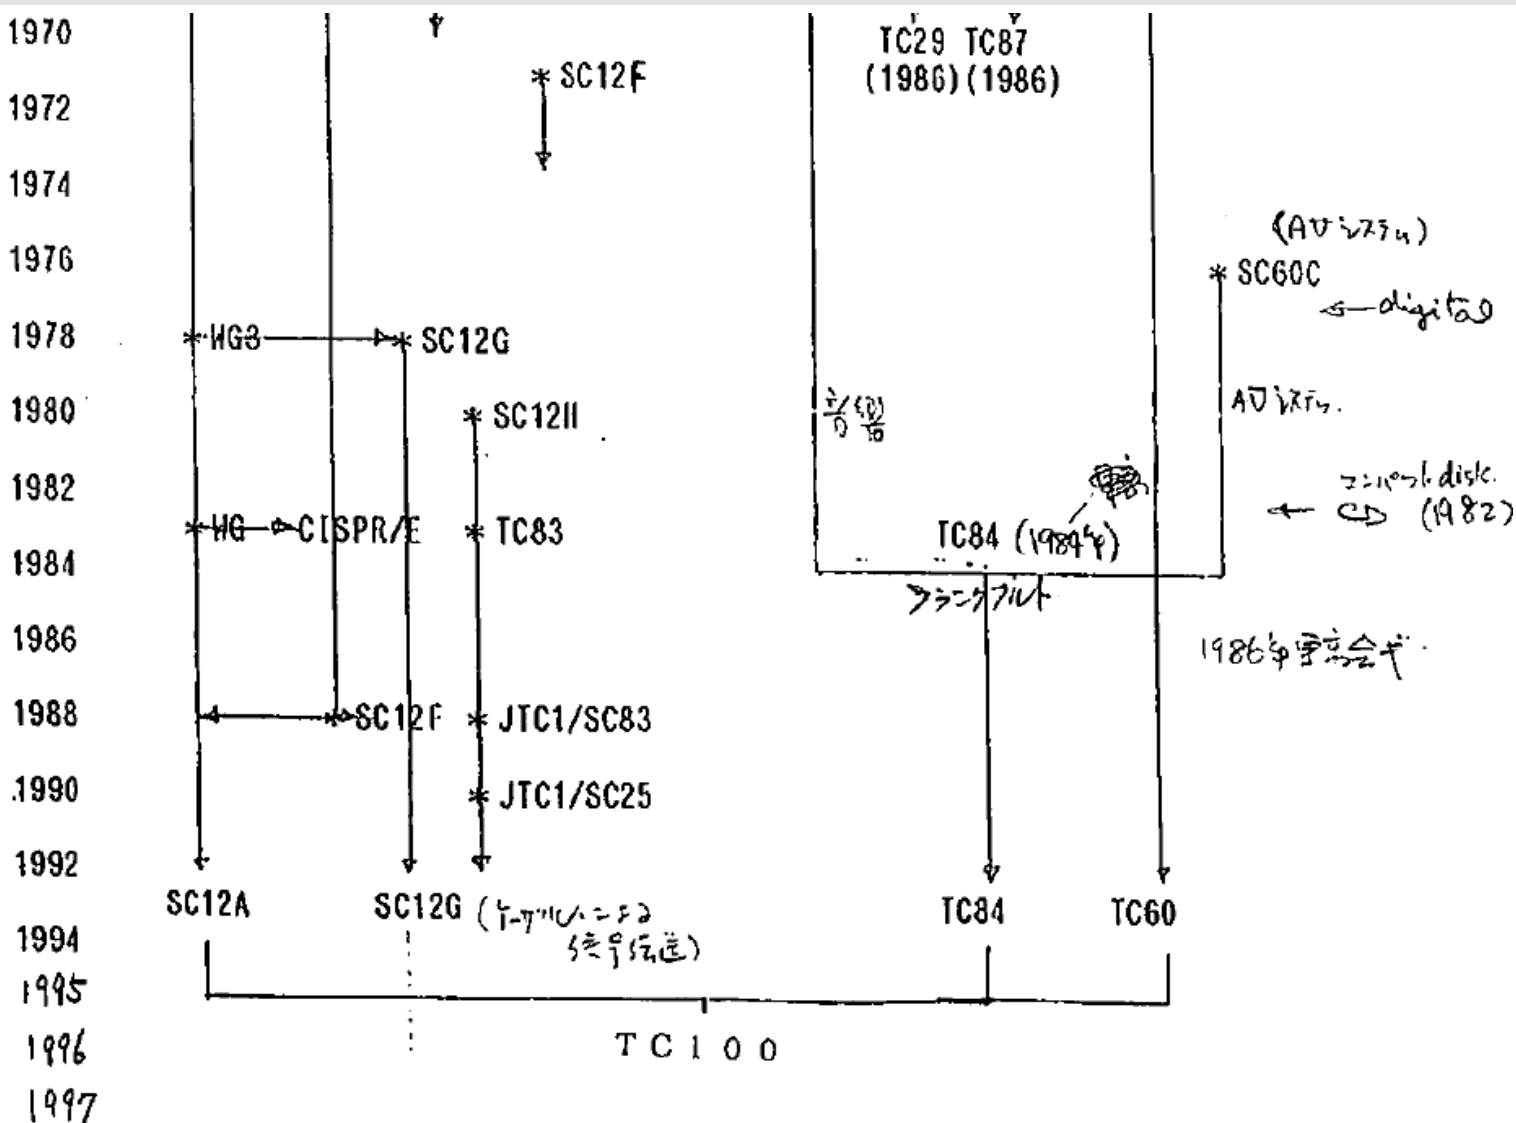 1970
TC29 TC87
(1986) (1986)
* SC12F
1972
1974
(AVシステム)
1976
* SC60C
digital
1978
* WG3
* SC12G
1980
* SC12H
AVシステム.
1982
コンパクトdisk.
CD (1982)
* WG
CISPR/E
* TC83
TC84 (1984年)
1984
フランクフルト
1986
1986年東京会ギ
1988
* SC12F
* JTC1/SC83
1990
* JTC1/SC25
1992
SC12A
SC12G (ケーブルによる
信号伝送)
TC84
TC60
1994
1995
1996
TC100
1997